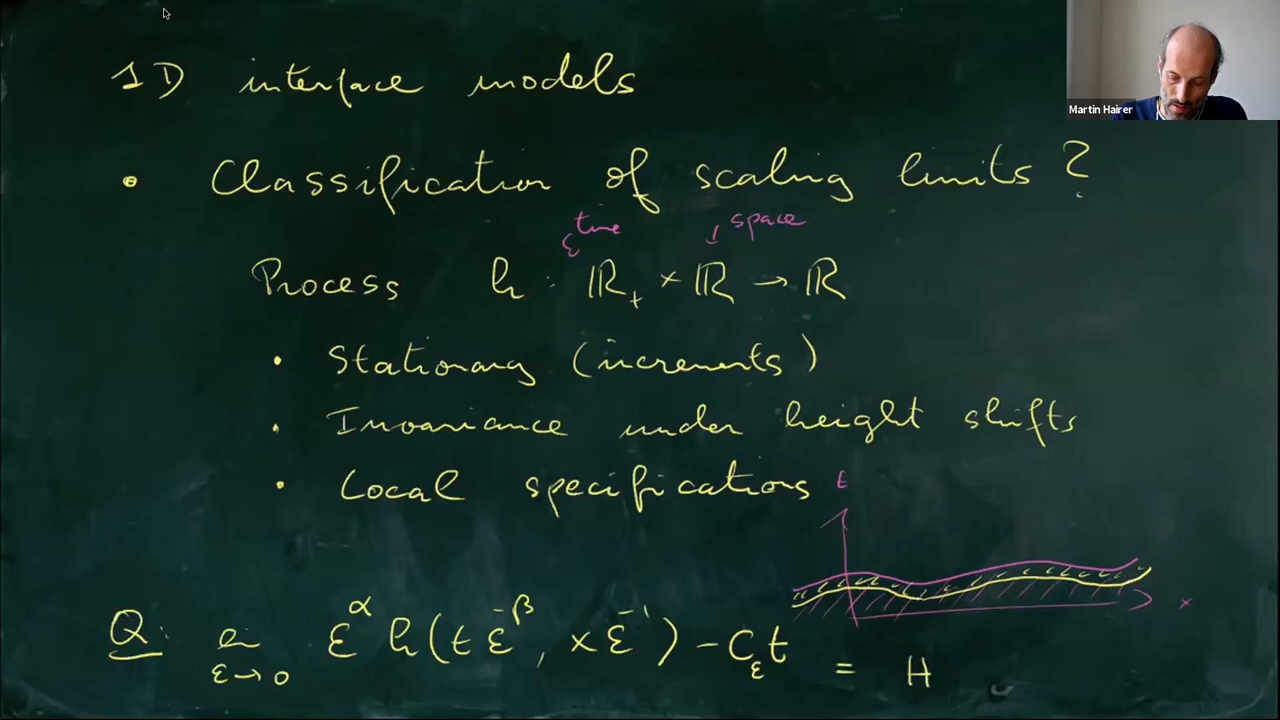 1D interface models
Martin Hairer
• Classification of scaling limits ?
time space
Process h : ℝ₊ × ℝ → ℝ
• Stationary (increments)
• Invariance under height shifts
• Local specifications
t
x
Q: lim ε→0 ε^α h(t ε^{-β}, x ε^{-1}) − C_ε t = H